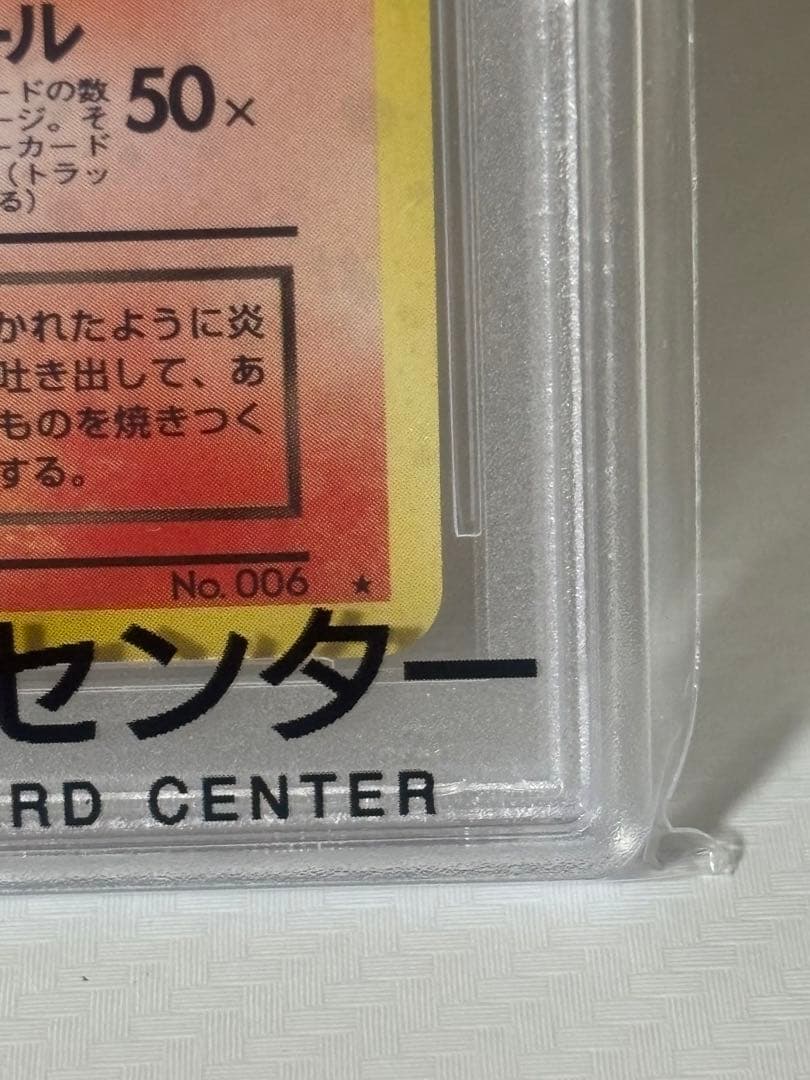 ール
ードの数
ージ。そ
ーカード
(トラッ
る)
50×
かれたように炎
吐き出して、あ
ものを焼きつく
する。
No. 006 ★
センター
RD CENTER